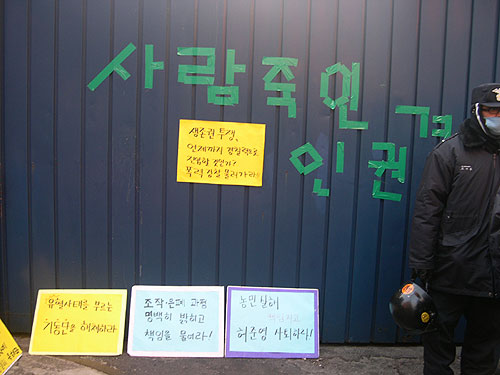 사람죽인
인권
생존권 투쟁,
언제까지 경찰력으로
진압할 것인가?
폭력경찰 물러가라!
유혈사태를 부르는
기동단을 해체하라
조작·은폐 과정
명백히 밝히고
책임을 물어라!
농민 살해
허준영 사퇴하라!